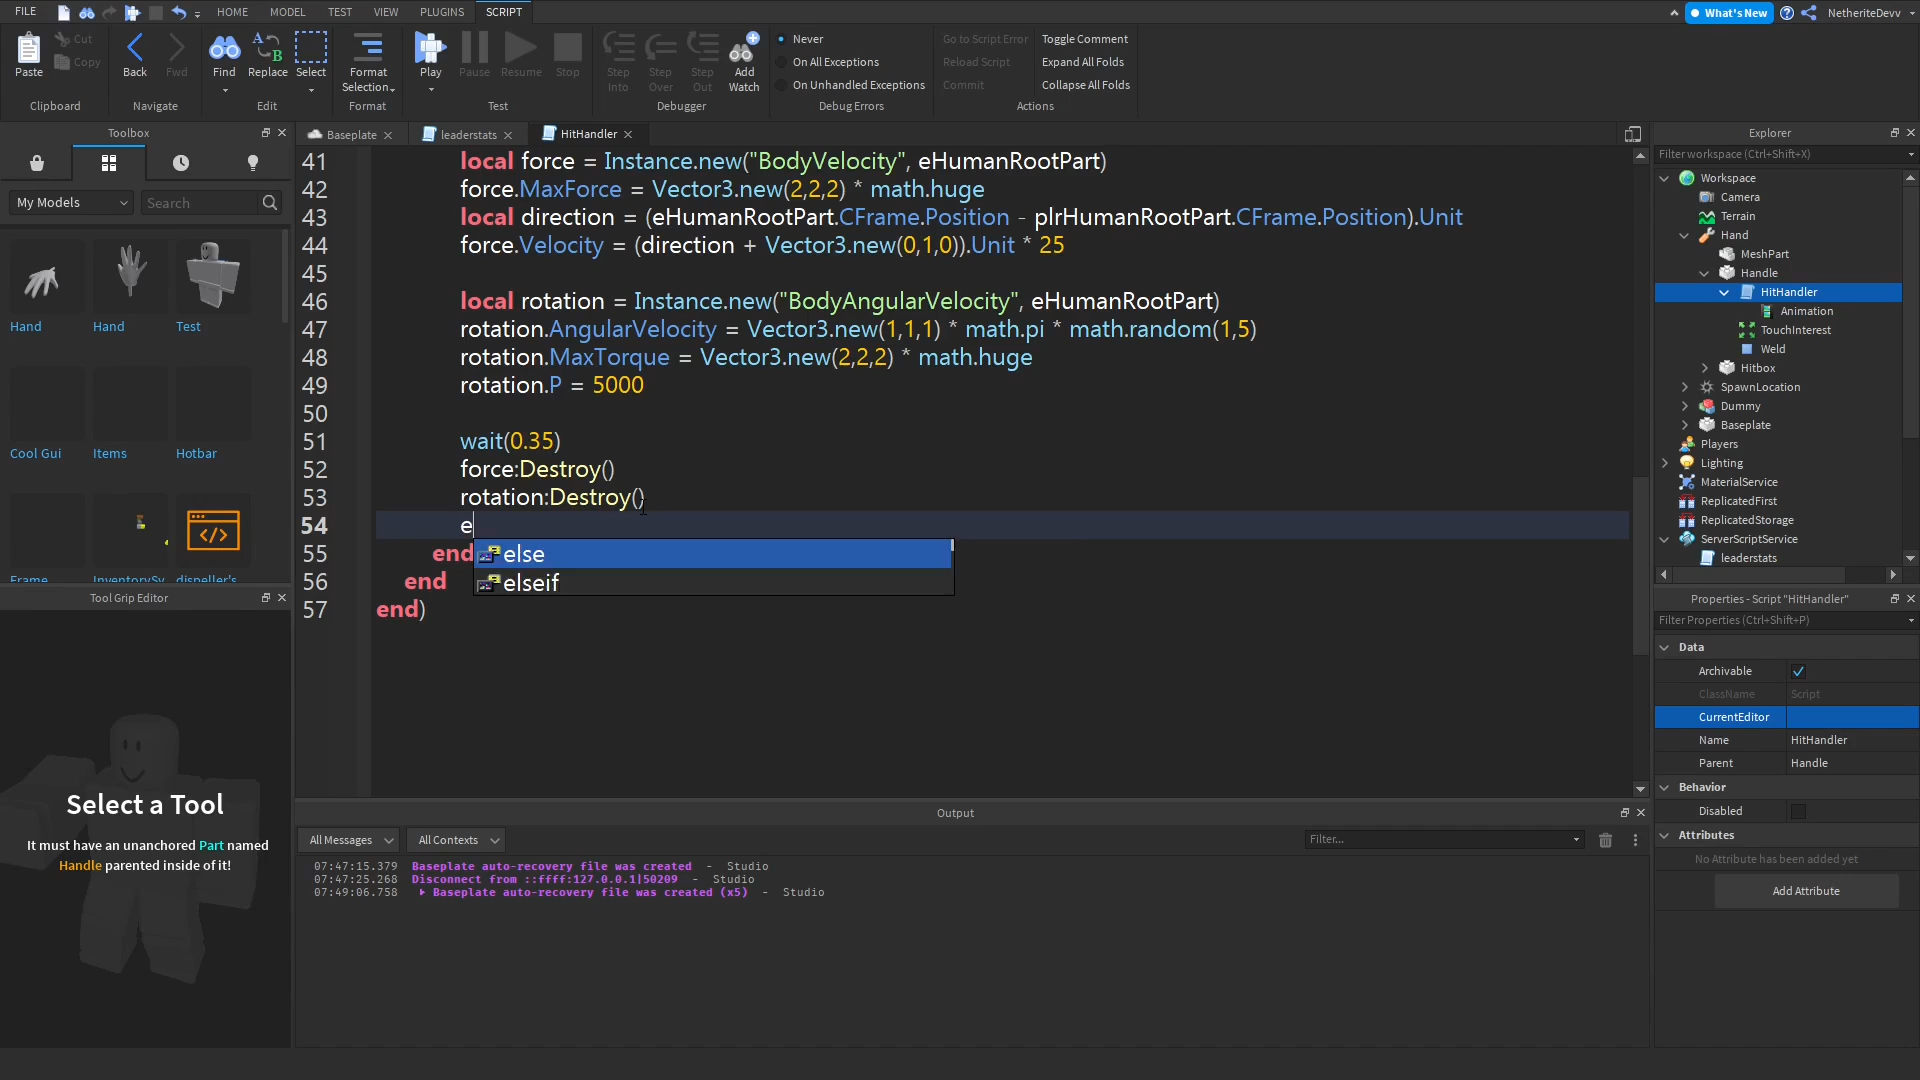 FILE HOME MODEL TEST VIEW PLUGINS SCRIPT What's New NetheriteDevv
Paste Cut Copy Back Fwd Find Replace Select Format Selection Play Pause Resume Stop Step Into Step Over Step Out Add Watch
Never
On All Exceptions
On Unhandled Exceptions
Go to Script Error
Reload Script
Commit
Toggle Comment
Expand All Folds
Collapse All Folds
Clipboard Navigate Edit Format Test Debugger Debug Errors Actions
Toolbox
My Models Search
Hand Hand Test
Cool Gui Items Hotbar
Frame InventorySy dispeller's
Tool Grip Editor
Select a Tool
It must have an unanchored Part named
Handle parented inside of it!
Baseplate leaderstats HitHandler
41 local force = Instance.new("BodyVelocity", eHumanRootPart)
42 force.MaxForce = Vector3.new(2,2,2) * math.huge
43 local direction = (eHumanRootPart.CFrame.Position - plrHumanRootPart.CFrame.Position).Unit
44 force.Velocity = (direction + Vector3.new(0,1,0)).Unit * 25
45
46 local rotation = Instance.new("BodyAngularVelocity", eHumanRootPart)
47 rotation.AngularVelocity = Vector3.new(1,1,1) * math.pi * math.random(1,5)
48 rotation.MaxTorque = Vector3.new(2,2,2) * math.huge
49 rotation.P = 5000
50
51 wait(0.35)
52 force:Destroy()
53 rotation:Destroy()
54 e
55 end else
56 end elseif
57 end)
Output
All Messages All Contexts Filter...
07:47:15.379 Baseplate auto-recovery file was created - Studio
07:47:25.268 Disconnect from ::ffff:127.0.0.1|50209 - Studio
07:49:06.758 Baseplate auto-recovery file was created (x5) - Studio
Explorer
Filter workspace (Ctrl+Shift+X)
Workspace
Camera
Terrain
Hand
MeshPart
Handle
HitHandler
Animation
TouchInterest
Weld
Hitbox
SpawnLocation
Dummy
Baseplate
Players
Lighting
MaterialService
ReplicatedFirst
ReplicatedStorage
ServerScriptService
leaderstats
Properties - Script "HitHandler"
Filter Properties (Ctrl+Shift+P)
Data
Archivable
ClassName Script
CurrentEditor
Name HitHandler
Parent Handle
Behavior
Disabled
Attributes
No Attribute has been added yet
Add Attribute